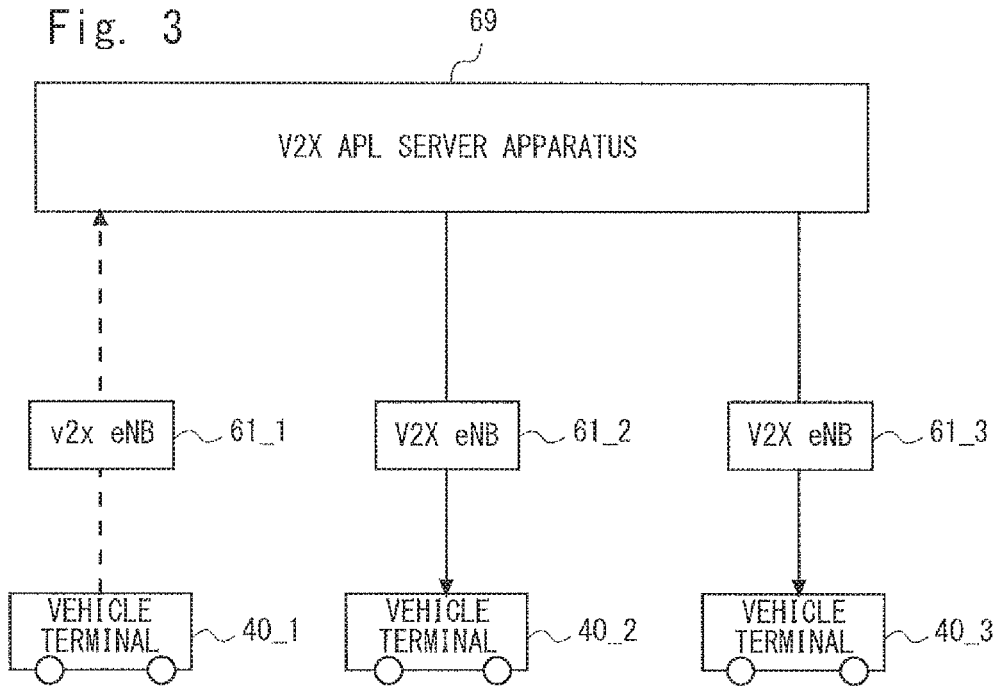 Fig. 3
69
V2X APL SERVER APPARATUS
v2x eNB
61_1
V2X eNB
61_2
V2X eNB
61_3
VEHICLE
TERMINAL
40_1
VEHICLE
TERMINAL
40_2
VEHICLE
TERMINAL
40_3